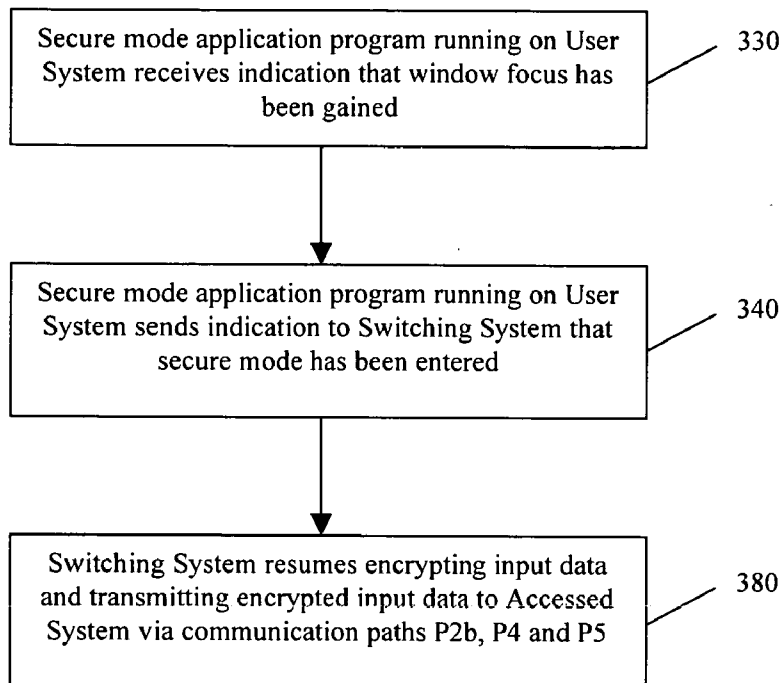 Secure mode application program running on User
System receives indication that window focus has
been gained
330
Secure mode application program running on User
System sends indication to Switching System that
secure mode has been entered
340
Switching System resumes encrypting input data
and transmitting encrypted input data to Accessed
System via communication paths P2b, P4 and P5
380